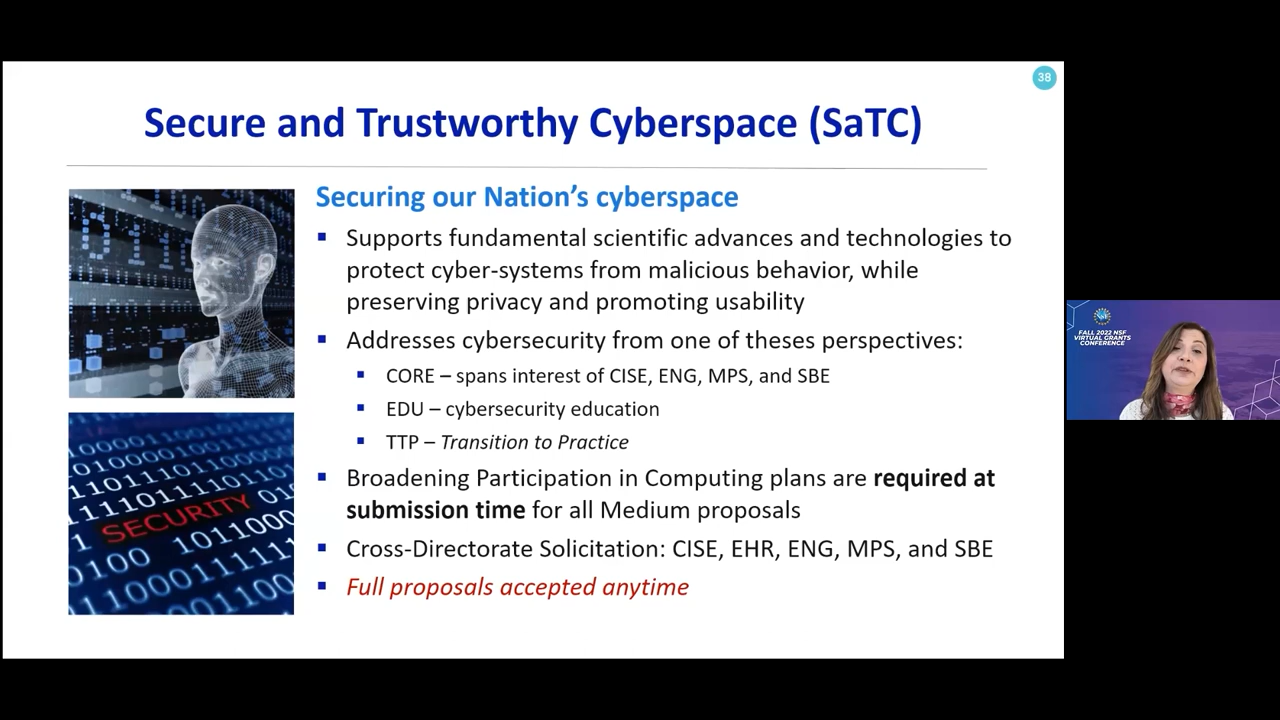 38
Secure and Trustworthy Cyberspace (SaTC)
Securing our Nation's cyberspace
▪ Supports fundamental scientific advances and technologies to
protect cyber-systems from malicious behavior, while
preserving privacy and promoting usability
▪ Addresses cybersecurity from one of theses perspectives:
▪ CORE – spans interest of CISE, ENG, MPS, and SBE
▪ EDU – cybersecurity education
▪ TTP – Transition to Practice
▪ Broadening Participation in Computing plans are required at
submission time for all Medium proposals
▪ Cross-Directorate Solicitation: CISE, EHR, ENG, MPS, and SBE
▪ Full proposals accepted anytime
SECURITY
FALL 2022 NSF
VIRTUAL GRANTS
CONFERENCE